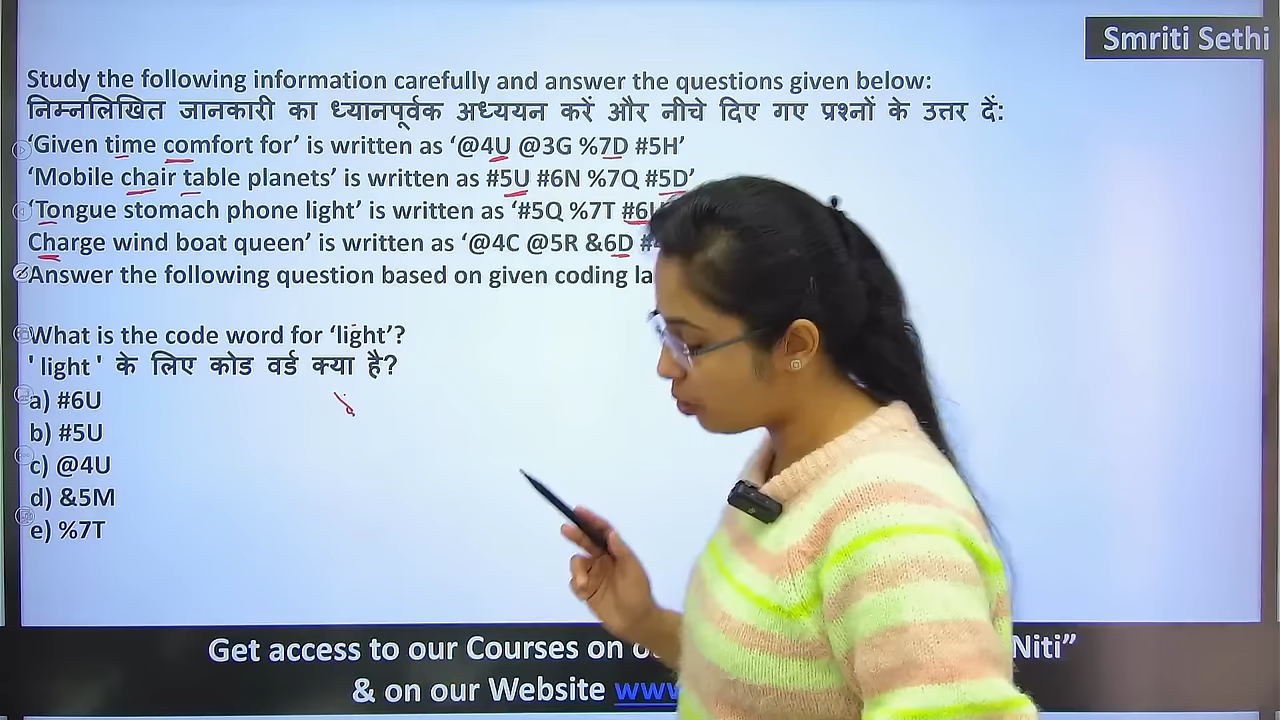 Smriti Sethi
Study the following information carefully and answer the questions given below:
निम्नलिखित जानकारी का ध्यानपूर्वक अध्ययन करें और नीचे दिए गए प्रश्नों के उत्तर दें:
‘Given time comfort for’ is written as ‘@4U @3G %7D #5H’
‘Mobile chair table planets’ is written as #5U #6N %7Q #5D’
‘Tongue stomach phone light’ is written as ‘#5Q %7T #6U
Charge wind boat queen’ is written as ‘@4C @5R &6D
Answer the following question based on given coding
What is the code word for ‘light’?
' light ' के लिए कोड वर्ड क्या है?
a) #6U
b) #5U
c) @4U
d) &5M
e) %7T
Get access to our Courses on Niti”
& on our Website www